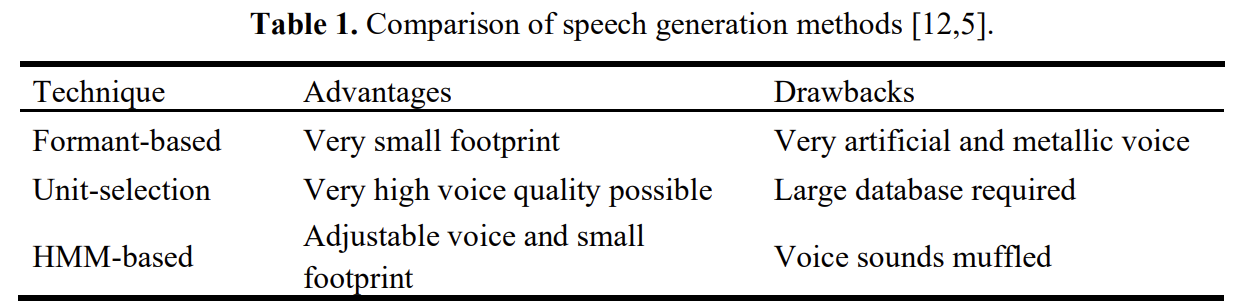 Table 1. Comparison of speech generation methods [12,5].
Technique Advantages Drawbacks
Formant-based Very small footprint Very artificial and metallic voice
Unit-selection Very high voice quality possible Large database required
HMM-based Adjustable voice and small footprint Voice sounds muffled